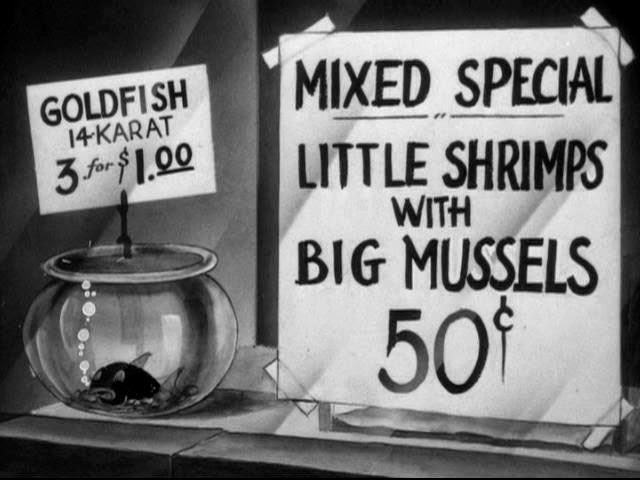 GOLDFISH
14-KARAT
3 for $1.00
MIXED SPECIAL
"
LITTLE SHRIMPS
WITH
BIG MUSSELS
50¢